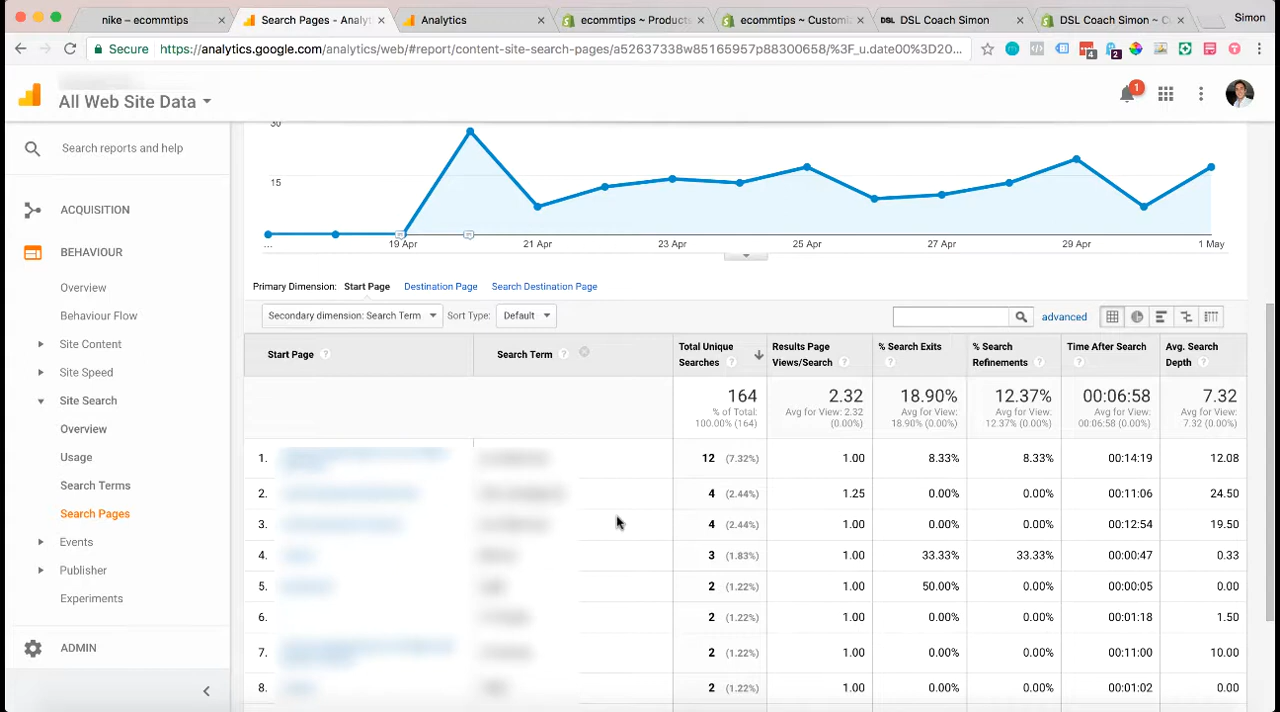 nike – ecommtips
Search Pages - Analyt
Analytics
ecommtips ~ Product
ecommtips ~ Customi
DSL Coach Simon
DSL Coach Simon ~ C
Simon
Secure
https://analytics.google.com/analytics/web/#report/content-site-search-pages/a52637338w85165957p88300658/%3F_u.date00%3D20...
4
2
All Web Site Data
1
Search reports and help
ACQUISITION
BEHAVIOUR
Overview
Behaviour Flow
Site Content
Site Speed
Site Search
Overview
Usage
Search Terms
Search Pages
Events
Publisher
Experiments
ADMIN
30
15
... 19 Apr 21 Apr 23 Apr 25 Apr 27 Apr 29 Apr 1 May
Primary Dimension: Start Page Destination Page Search Destination Page
Secondary dimension: Search Term Sort Type: Default advanced
Start Page ? Search Term ? Total Unique Searches ? Results Page Views/Search ? % Search Exits ? % Search Refinements ? Time After Search ? Avg. Search Depth ?
164 2.32 18.90% 12.37% 00:06:58 7.32
% of Total: 100.00% (164) Avg for View: 2.32 (0.00%) Avg for View: 18.90% (0.00%) Avg for View: 12.37% (0.00%) Avg for View: 00:06:58 (0.00%) Avg for View: 7.32 (0.00%)
1. 12 (7.32%) 1.00 8.33% 8.33% 00:14:19 12.08
2. 4 (2.44%) 1.25 0.00% 0.00% 00:11:06 24.50
3. 4 (2.44%) 1.00 0.00% 0.00% 00:12:54 19.50
4. 3 (1.83%) 1.00 33.33% 33.33% 00:00:47 0.33
5. 2 (1.22%) 1.00 50.00% 0.00% 00:00:05 0.00
6. 2 (1.22%) 1.00 0.00% 0.00% 00:01:18 1.50
7. 2 (1.22%) 1.00 0.00% 0.00% 00:11:00 10.00
8. 2 (1.22%) 1.00 0.00% 0.00% 00:01:02 0.00